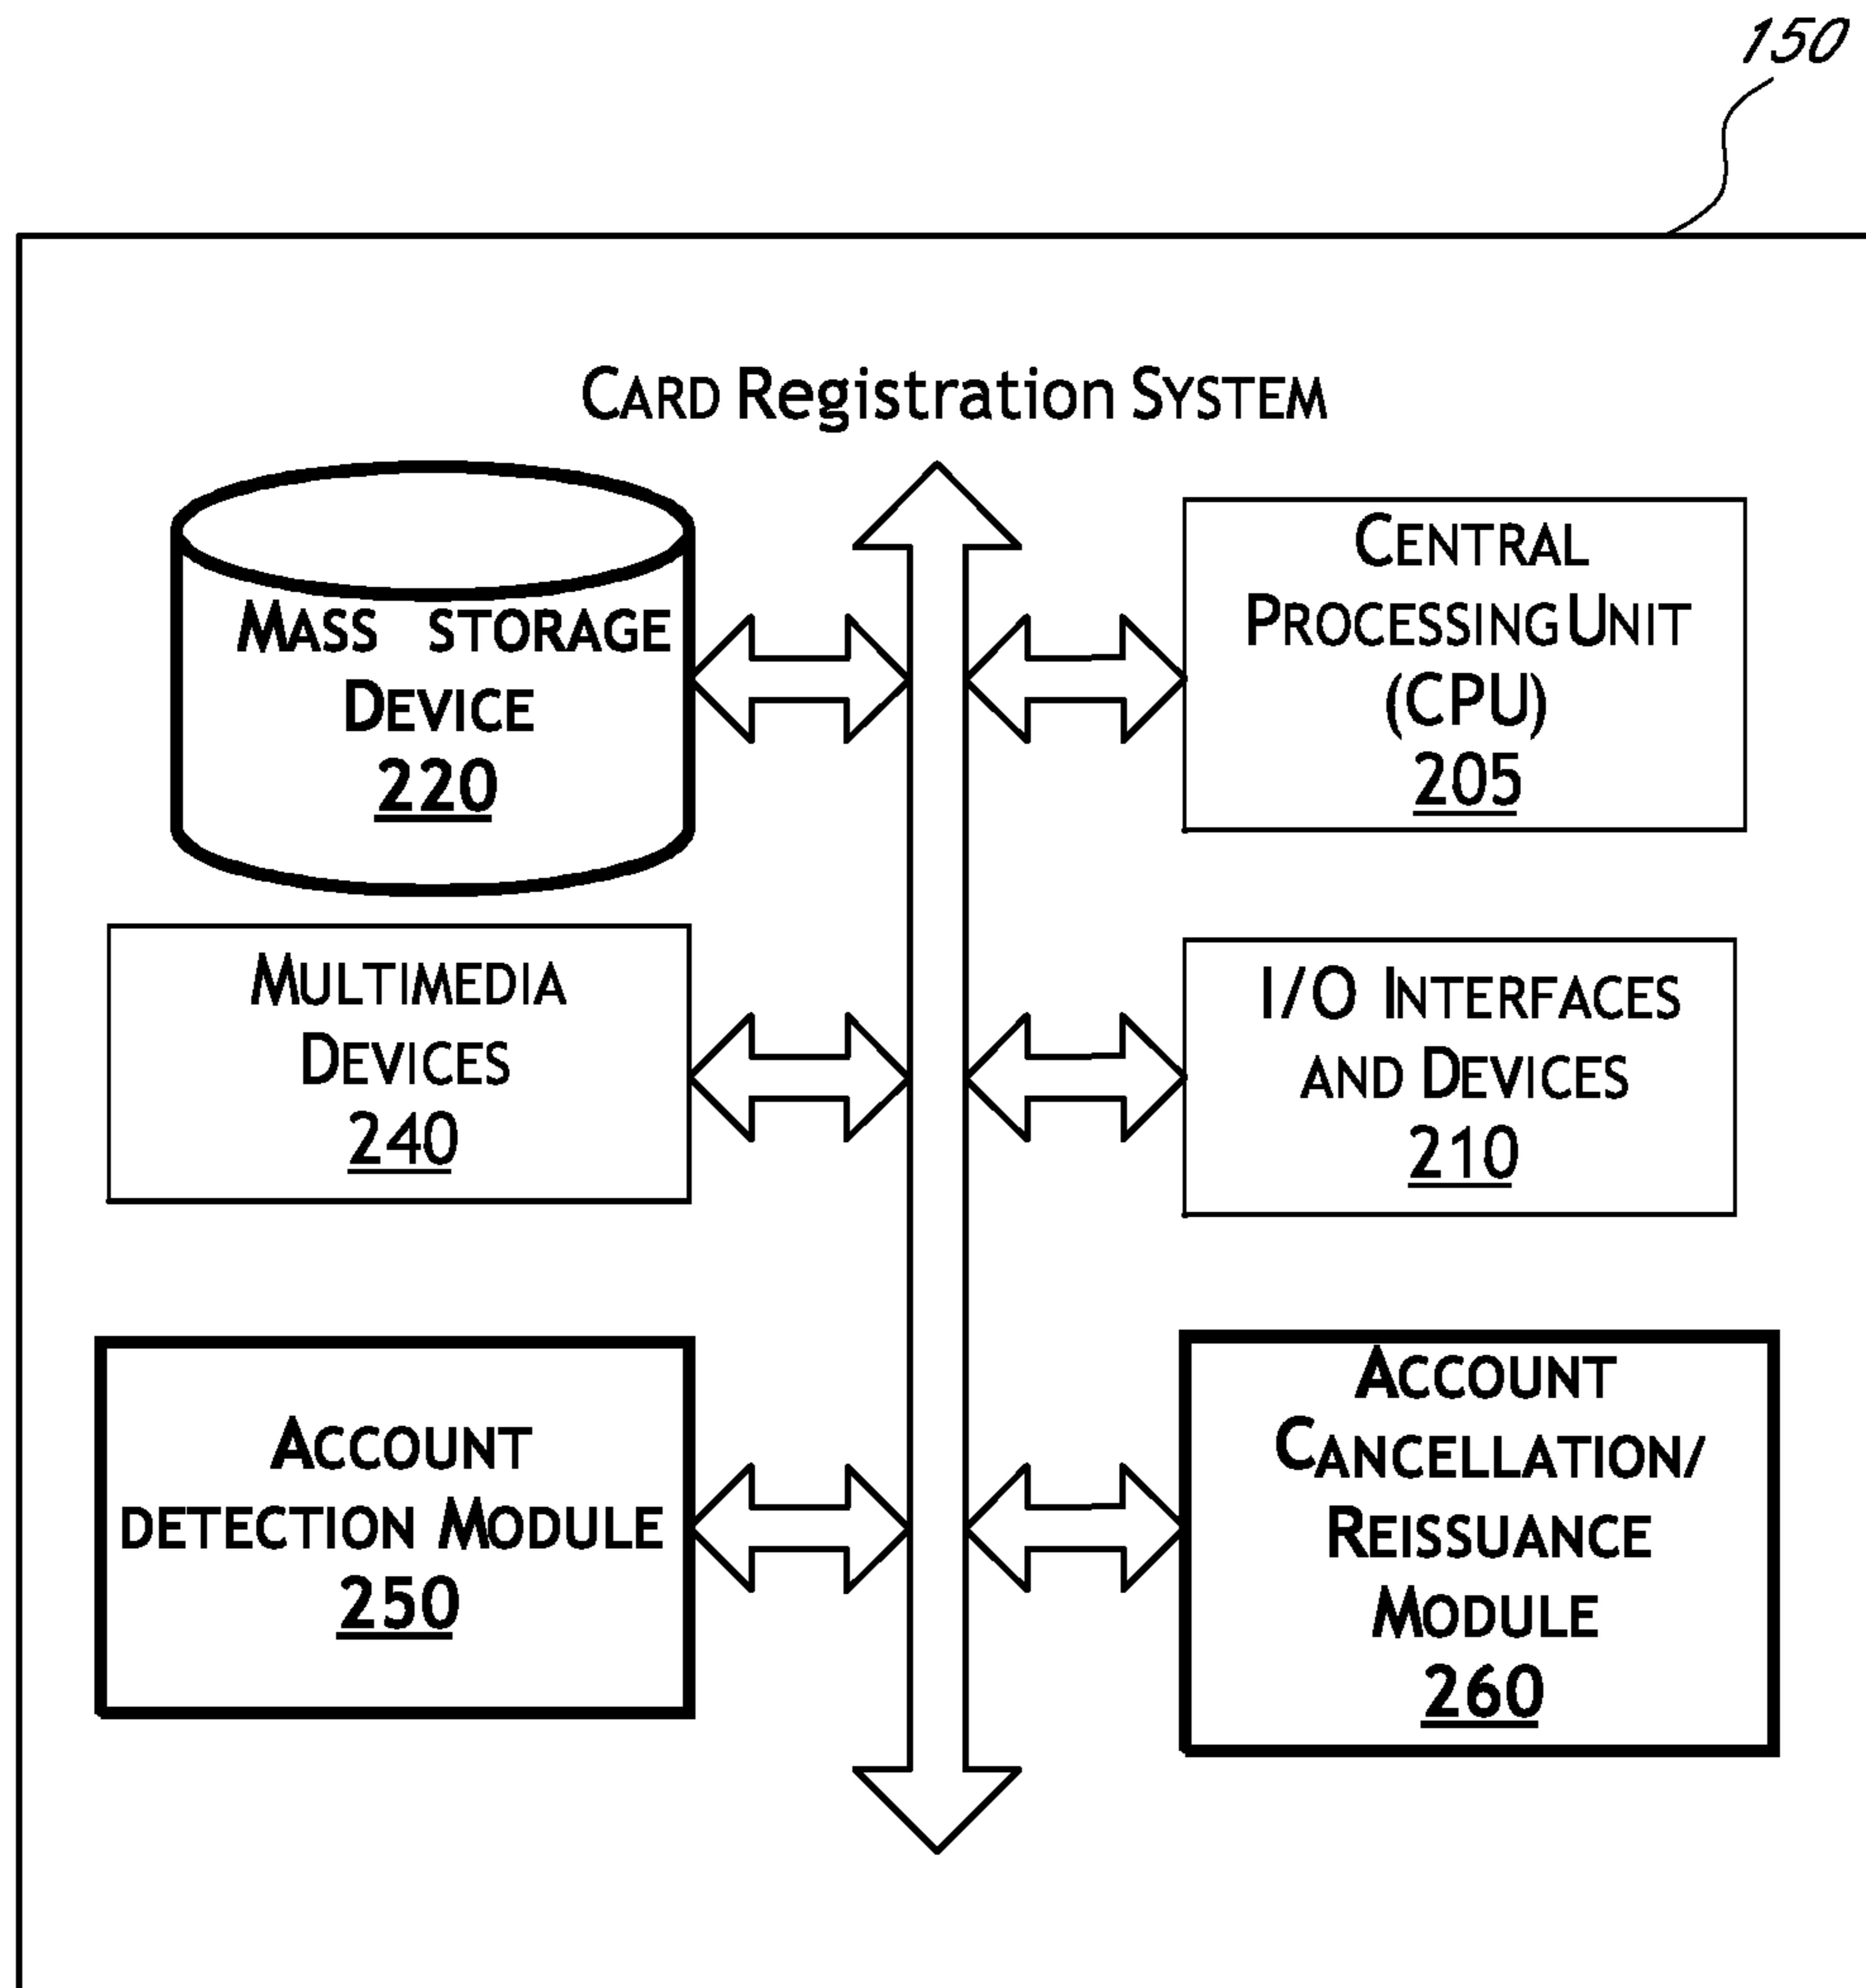 150
CARD Registration SYSTEM
MASS STORAGE
DEVICE
220
CENTRAL
PROCESSING UNIT
(CPU)
205
MULTIMEDIA
DEVICES
240
I/O INTERFACES
AND DEVICES
210
ACCOUNT
DETECTION MODULE
250
ACCOUNT
CANCELLATION/
REISSUANCE
MODULE
260